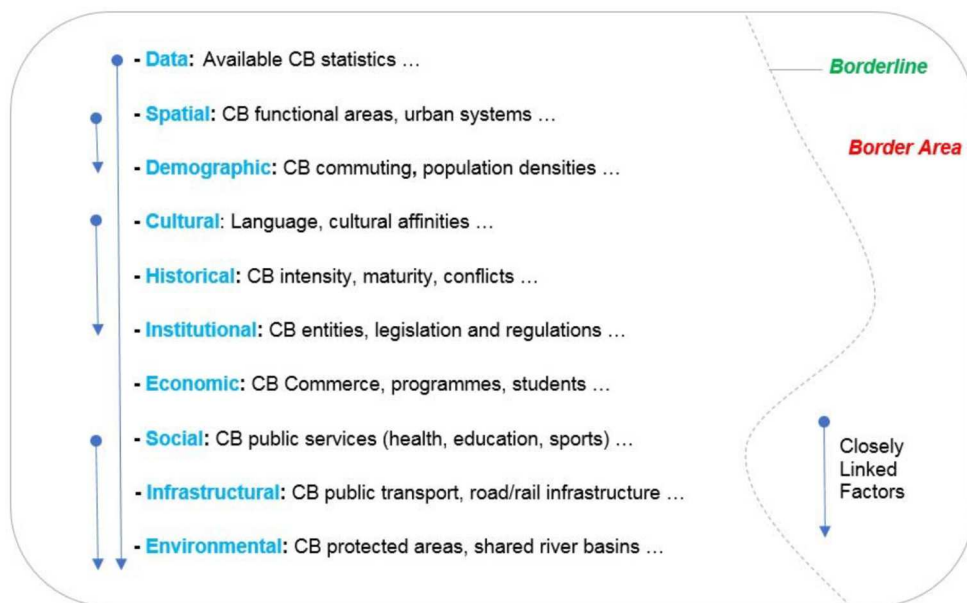 - Data: Available CB statistics …
Borderline
- Spatial: CB functional areas, urban systems …
Border Area
- Demographic: CB commuting, population densities …
- Cultural: Language, cultural affinities …
- Historical: CB intensity, maturity, conflicts …
- Institutional: CB entities, legislation and regulations …
- Economic: CB Commerce, programmes, students …
- Social: CB public services (health, education, sports) …
- Infrastructural: CB public transport, road/rail infrastructure …
- Environmental: CB protected areas, shared river basins …
Closely
Linked
Factors